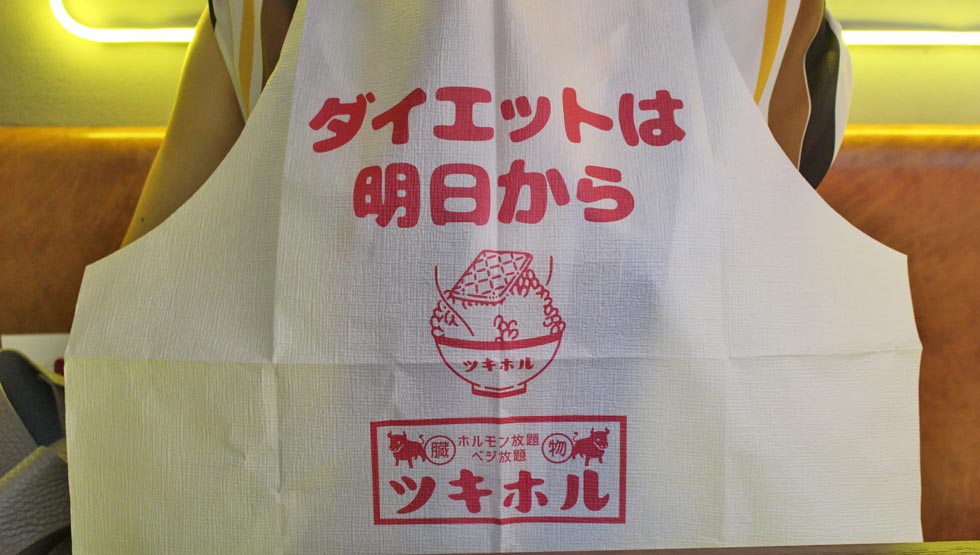 ダイエットは
明日から
ツキホル
臓 ホルモン放題 物
ベジ放題
ツキホル